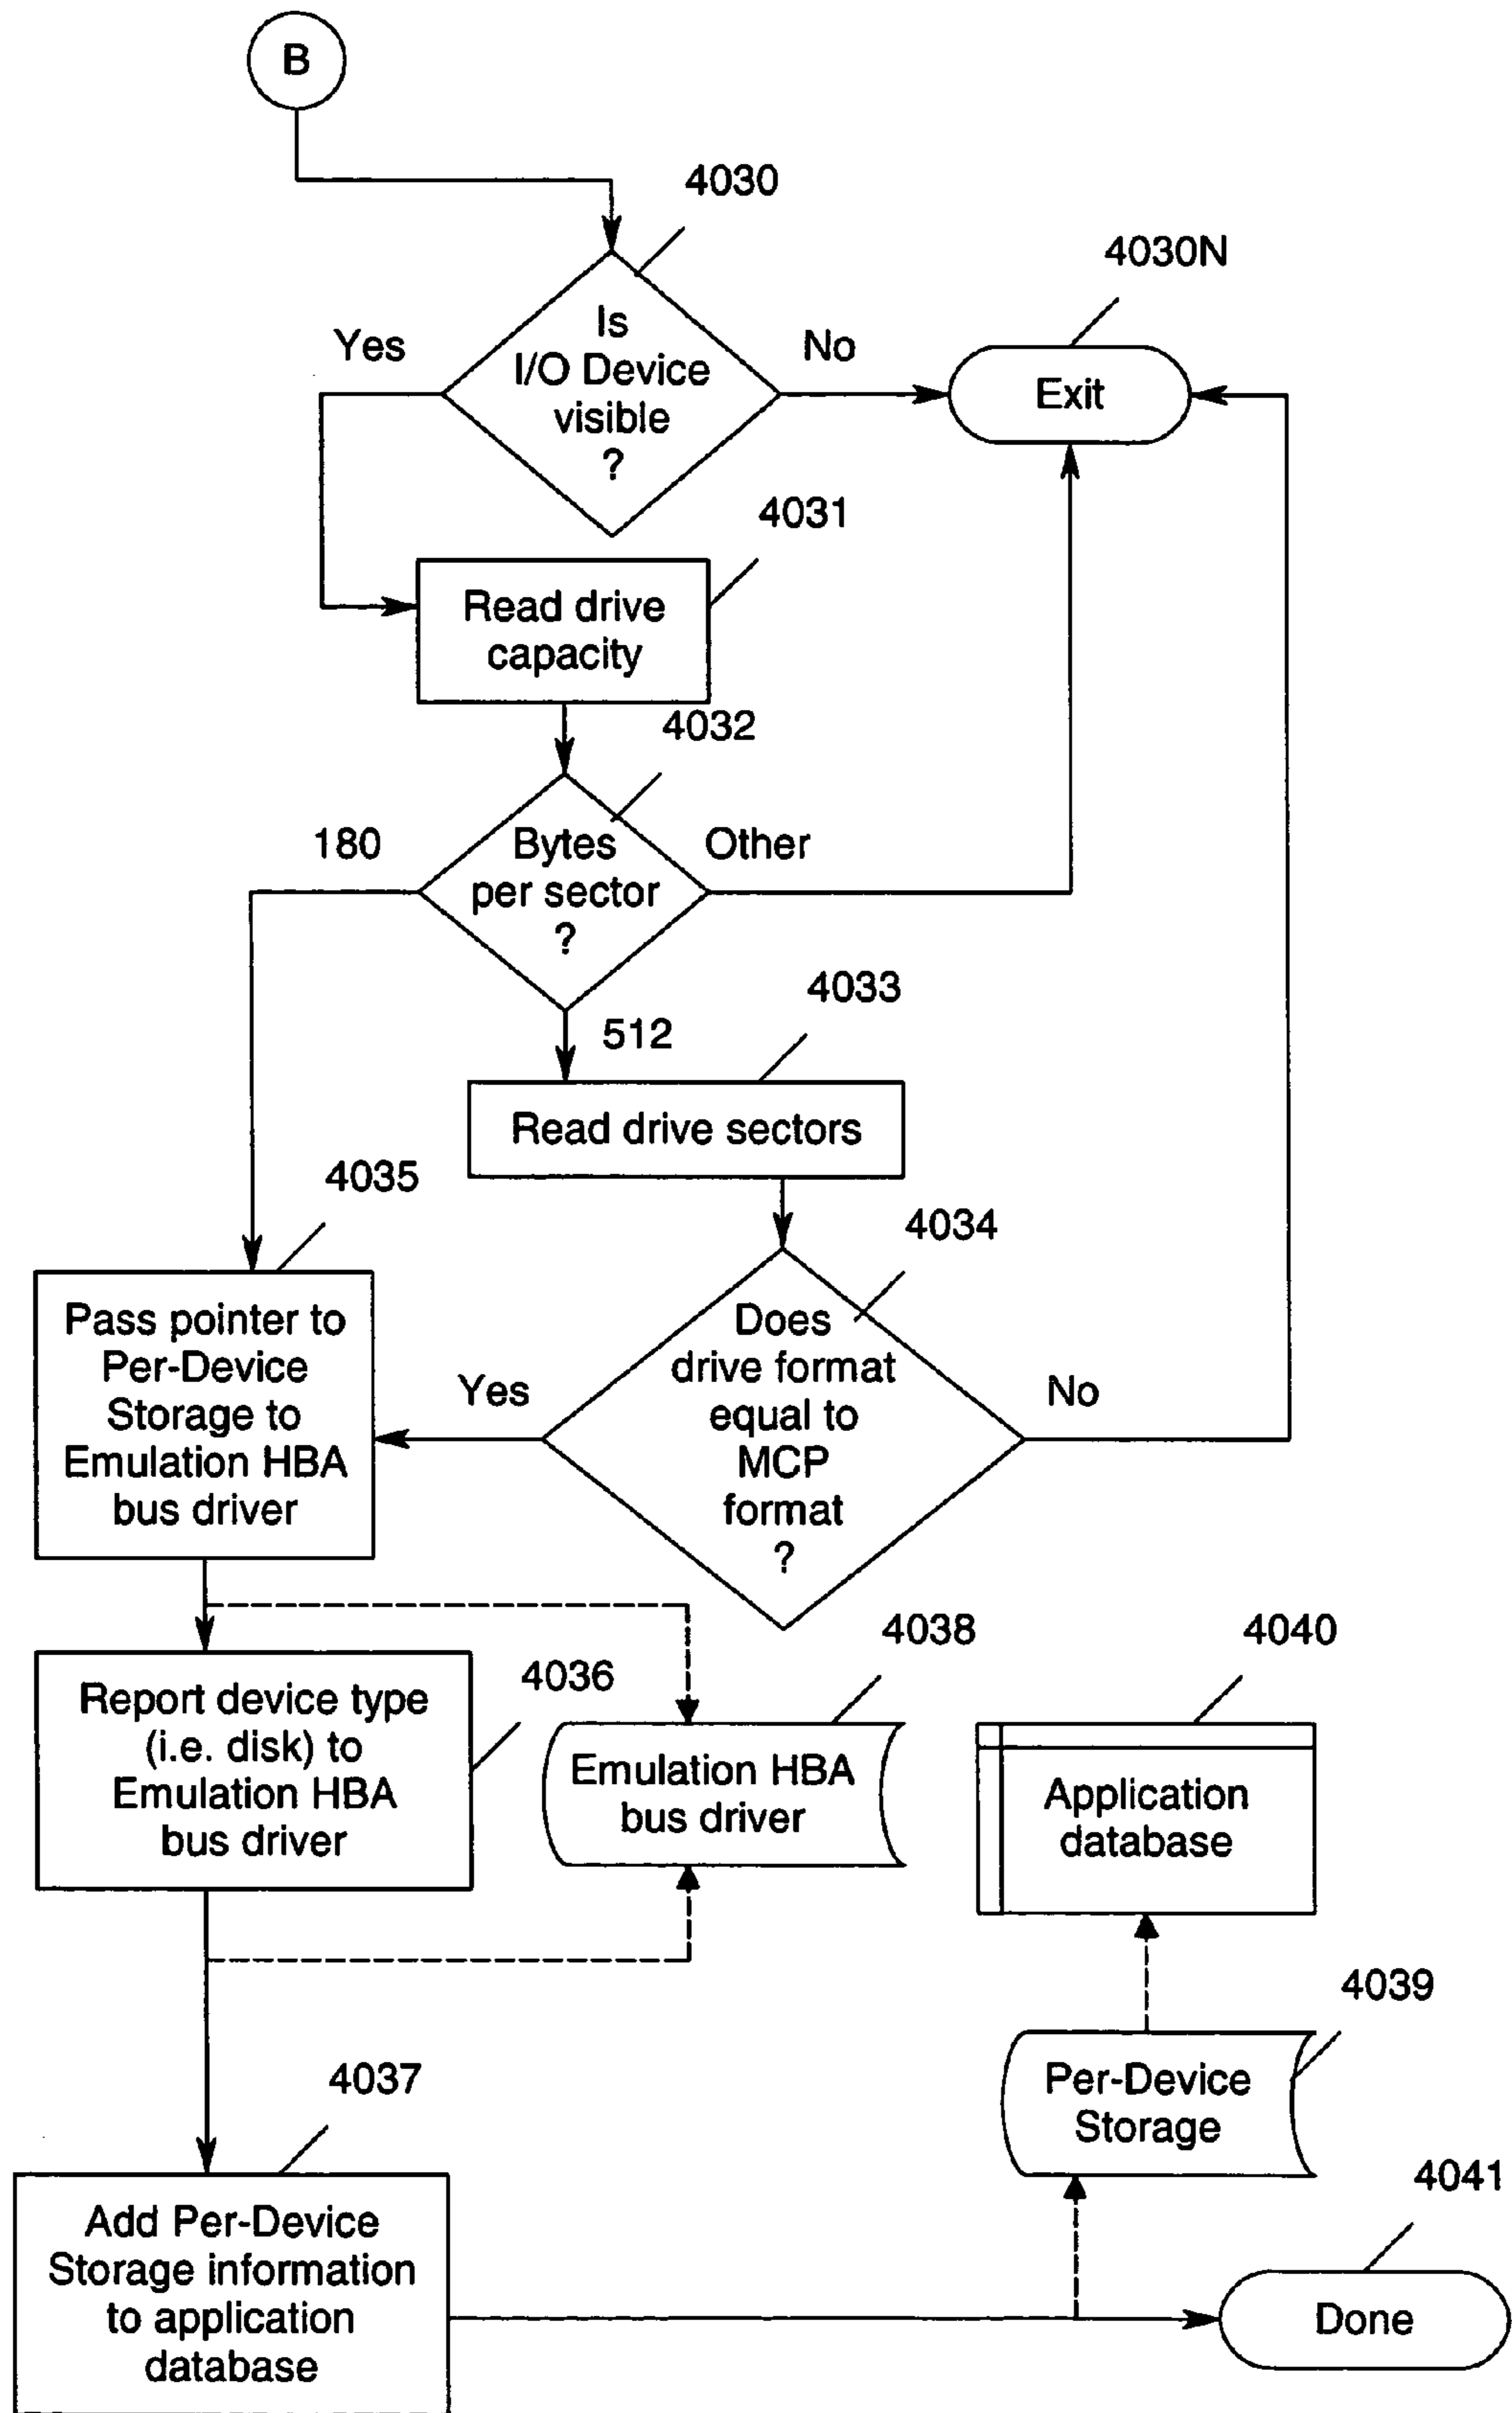 B
4030
4030N
Is
I/O Device
visible
?
Yes
No
Exit
4031
Read drive
capacity
4032
Bytes
per sector
?
180
Other
512
4033
Read drive sectors
4035
4034
Pass pointer to
Per-Device
Storage to
Emulation HBA
bus driver
Yes
Does
drive format
equal to
MCP
format
?
No
4036
4038
4040
Report device type
(i.e. disk) to
Emulation HBA
bus driver
Emulation HBA
bus driver
Application
database
4039
Per-Device
Storage
4037
4041
Add Per-Device
Storage information
to application
database
Done